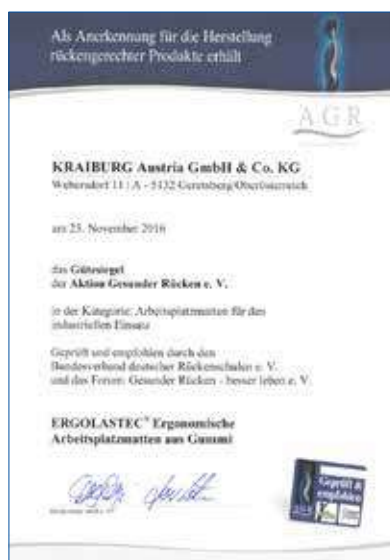 Als Anerkennung für die Herstellung
rückengerechter Produkte erhält
AGR
KRAIBURG Austria GmbH & Co. KG
Webersdorf 11 | A - 5132 Geretsberg/Oberösterreich
am 25. November 2016
das Gütesiegel
der Aktion Gesunder Rücken e. V.
in der Kategorie: Arbeitsplatzmatten für den
industriellen Einsatz
Geprüft und empfohlen durch den
Bundesverband deutscher Rückenschulen e. V.
und das Forum: Gesunder Rücken - besser leben e. V.
ERGOLASTEC® Ergonomische
Arbeitsplatzmatten aus Gummi
Geprüft &
empfohlen
AGR